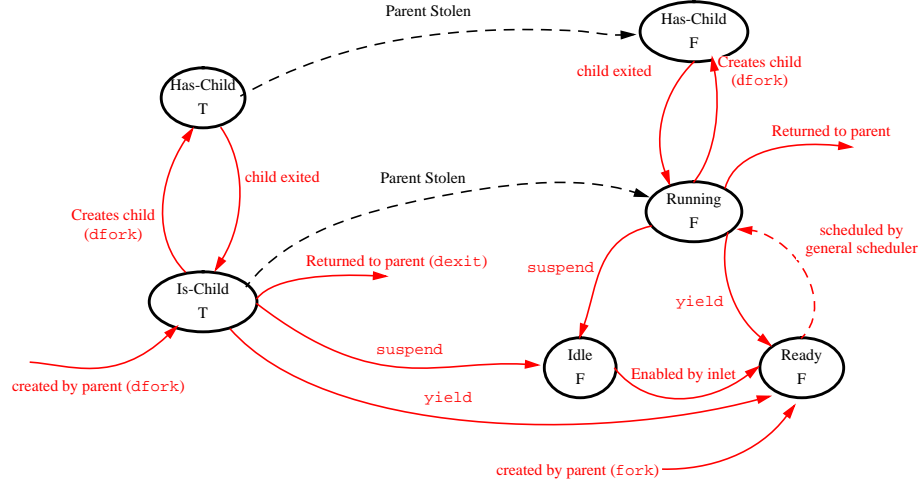 Parent Stolen
Has-Child
F
child exited
Creates child
(dfork)
Has-Child
T
Returned to parent
child exited
Parent Stolen
Running
F
Creates child
(dfork)
scheduled by
general scheduler
Returned to parent (dexit)
suspend
Is-Child
T
yield
suspend
Idle
F
Enabled by inlet
Ready
F
created by parent (dfork)
yield
created by parent (fork)